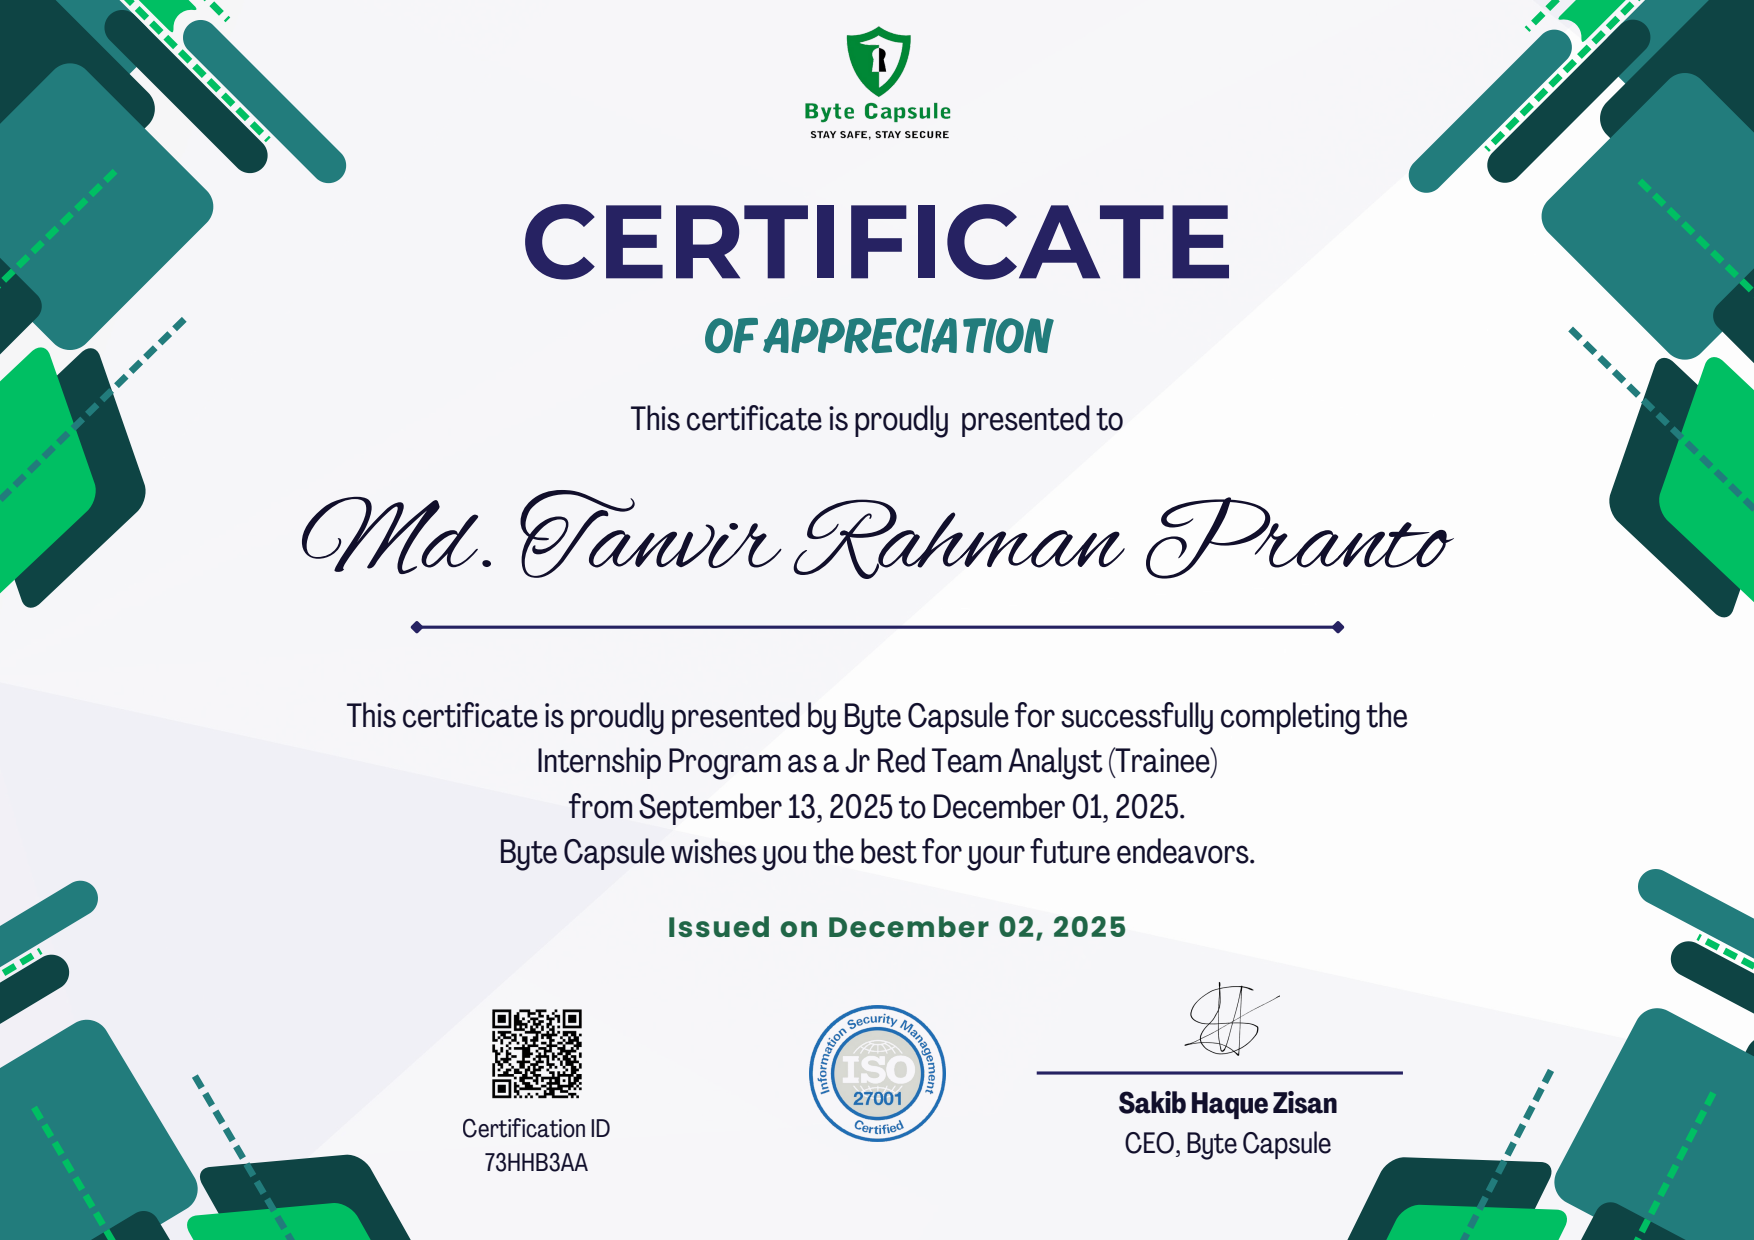 Byte Capsule
STAY SAFE, STAY SECURE
CERTIFICATE
OF APPRECIATION
This certificate is proudly presented to
Md. Tanvir Rahman Pranto
This certificate is proudly presented by Byte Capsule for successfully completing the
Internship Program as a Jr Red Team Analyst (Trainee)
from September 13, 2025 to December 01, 2025.
Byte Capsule wishes you the best for your future endeavors.
Issued on December 02, 2025
Certification ID
73HHB3AA
Information Security Management
ISO
27001
Certified
Sakib Haque Zisan
CEO, Byte Capsule